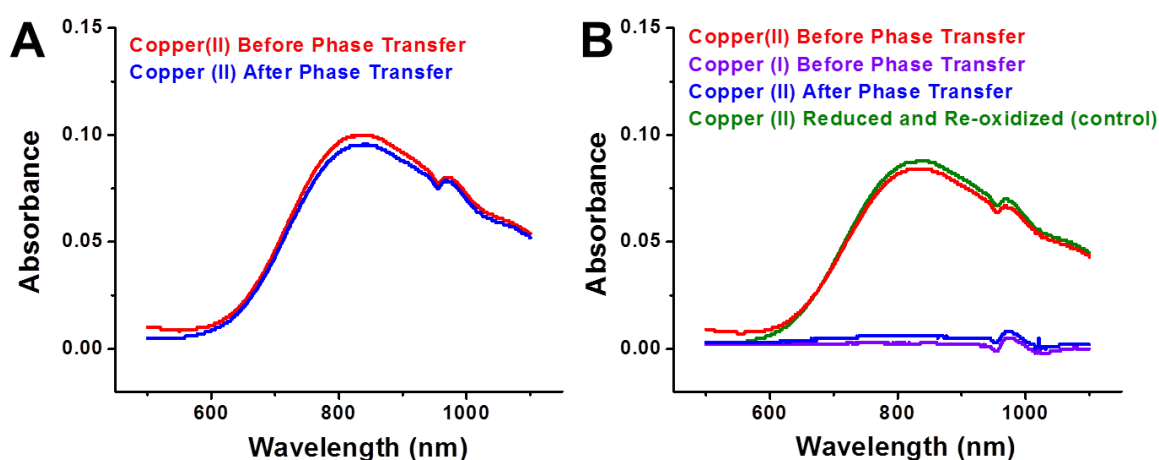 A
Copper(II) Before Phase Transfer
Copper (II) After Phase Transfer
0.15
0.10
0.05
0.00
Absorbance
600
800
1000
Wavelength (nm)
B
Copper(II) Before Phase Transfer
Copper (I) Before Phase Transfer
Copper (II) After Phase Transfer
Copper (II) Reduced and Re-oxidized (control)
0.15
0.10
0.05
0.00
Absorbance
600
800
1000
Wavelength (nm)